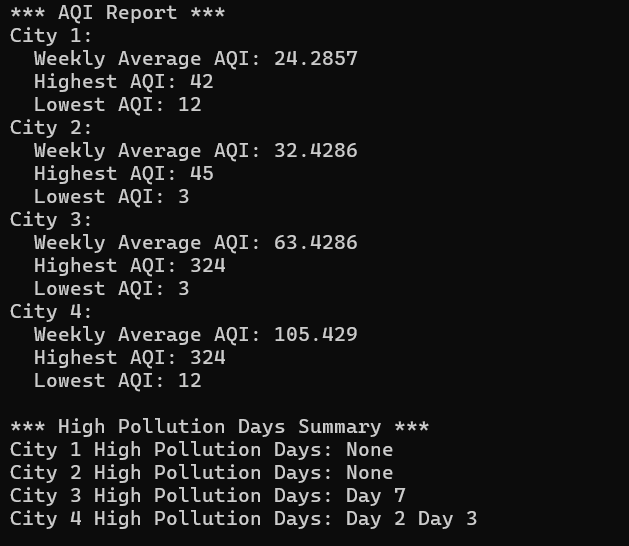 *** AQI Report ***
City 1:
  Weekly Average AQI: 24.2857
  Highest AQI: 42
  Lowest AQI: 12
City 2:
  Weekly Average AQI: 32.4286
  Highest AQI: 45
  Lowest AQI: 3
City 3:
  Weekly Average AQI: 63.4286
  Highest AQI: 324
  Lowest AQI: 3
City 4:
  Weekly Average AQI: 105.429
  Highest AQI: 324
  Lowest AQI: 12

*** High Pollution Days Summary ***
City 1 High Pollution Days: None
City 2 High Pollution Days: None
City 3 High Pollution Days: Day 7
City 4 High Pollution Days: Day 2 Day 3